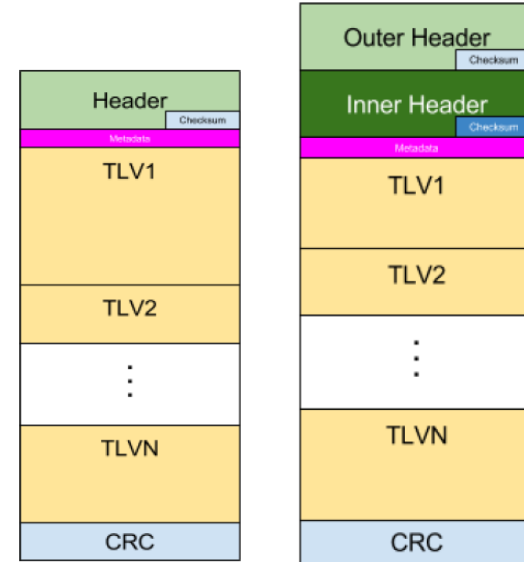 Header
Checksum
Metadata
TLV1
TLV2
TLVN
CRC
Outer Header
Checksum
Inner Header
Checksum
Metadata
TLV1
TLV2
TLVN
CRC